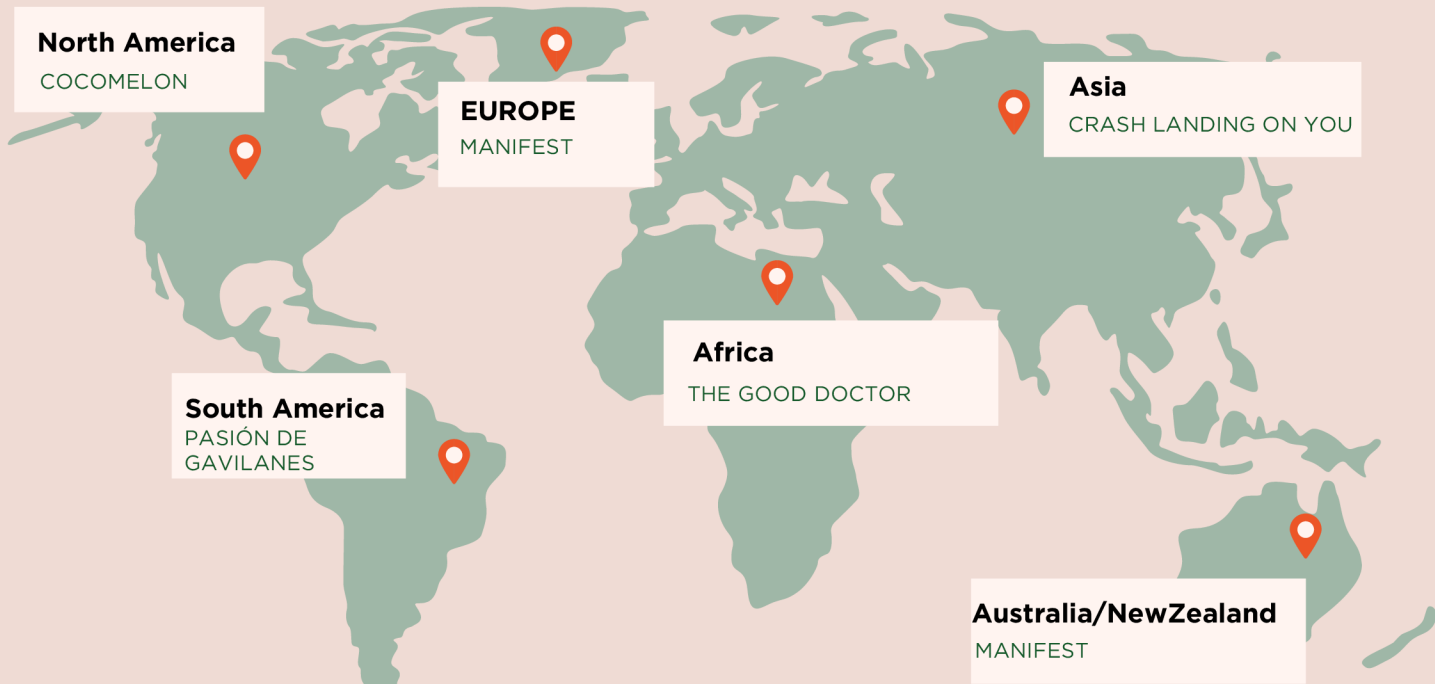 North America
COCOMELON
EUROPE
MANIFEST
Asia
CRASH LANDING ON YOU
Africa
THE GOOD DOCTOR
South America
PASIÓN DE
GAVILANES
Australia/NewZealand
MANIFEST